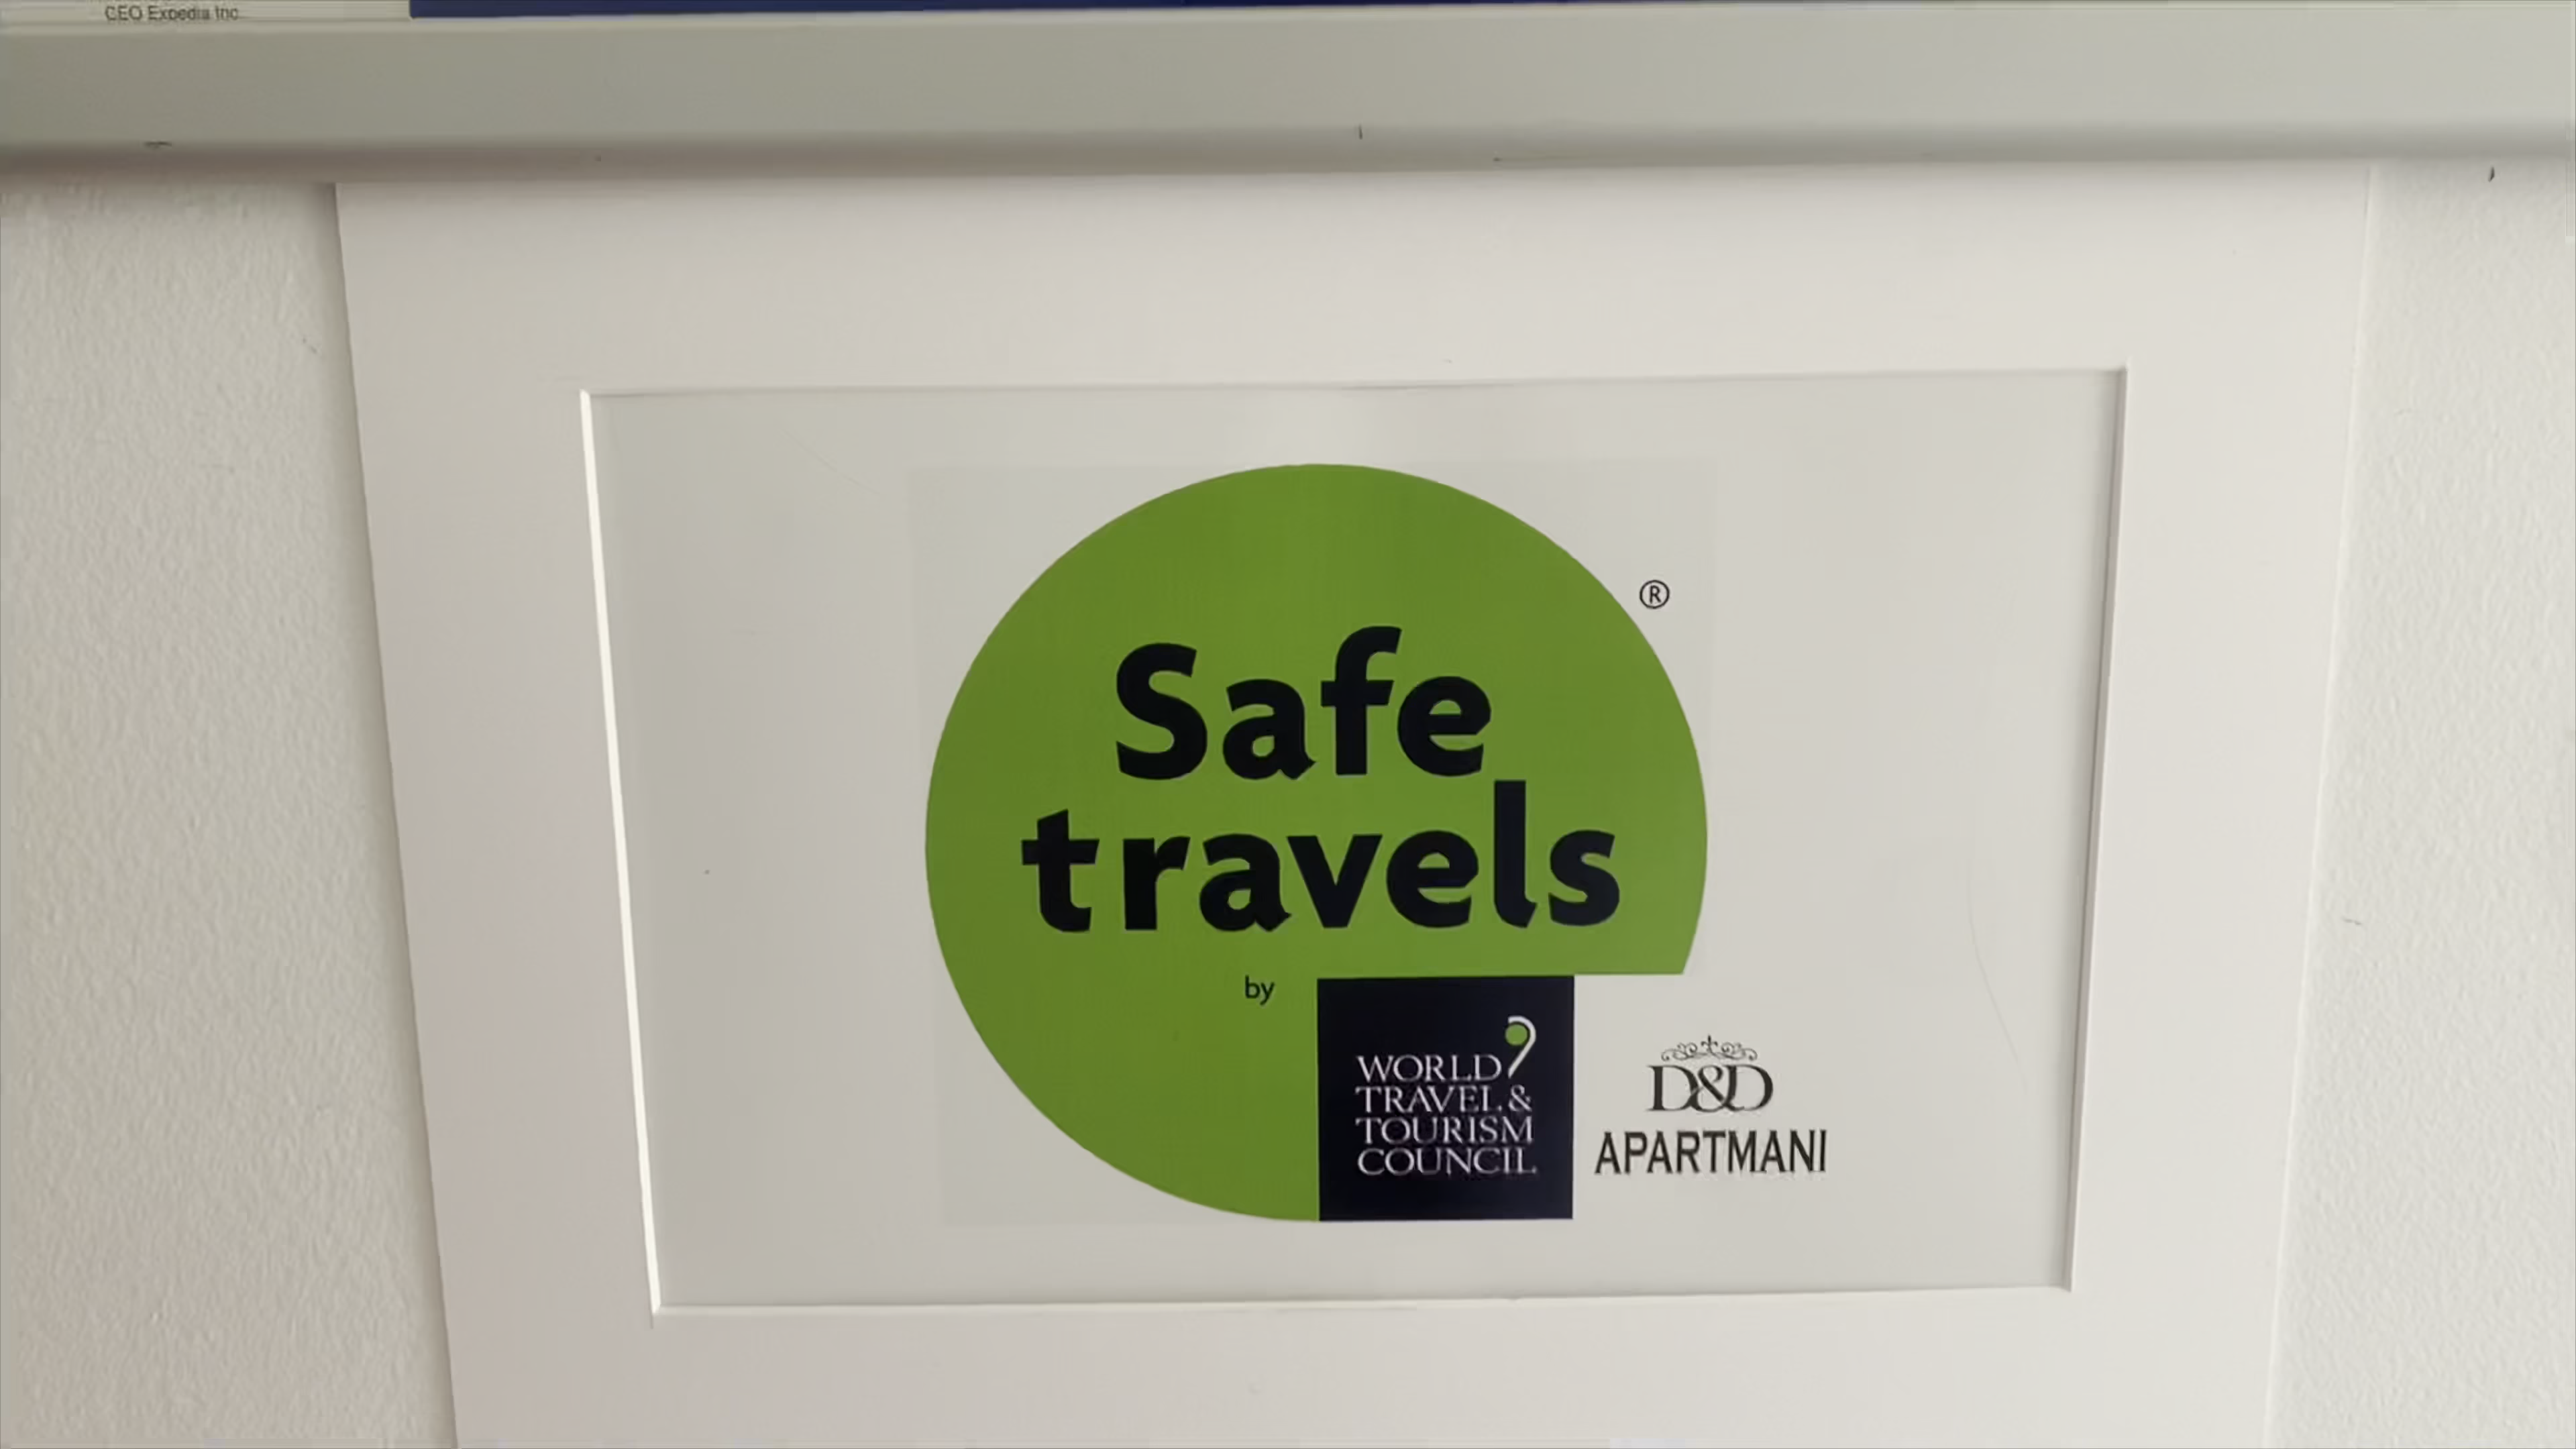 CEO Expedia Inc
®
Safe
travels
by
WORLD
TRAVEL &
TOURISM
COUNCIL
D&D
APARTMANI